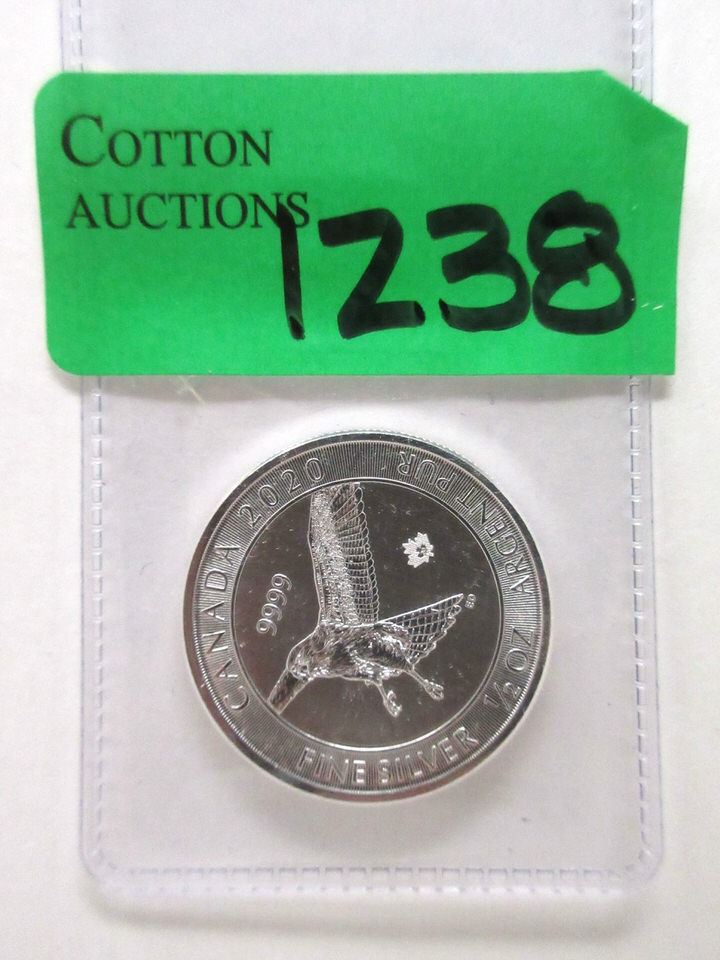 COTTON
AUCTIONS
1238
CANADA 2020
9999
FINE SILVER 1/2 OZ ARGENT PUR